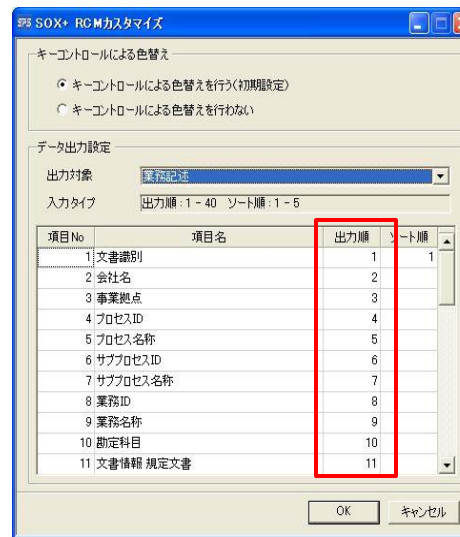 SPS SOX+ RCMカスタマイズ
キーコントロールによる色替え
キーコントロールによる色替えを行う(初期設定)
キーコントロールによる色替えを行わない
データ出力設定
出力対象 業務記述
入力タイプ 出力順:1-40 ソート順:1-5
項目No 項目名 出力順 ソート順
1 文書識別 1 1
2 会社名 2
3 事業拠点 3
4 プロセスID 4
5 プロセス名称 5
6 サブプロセスID 6
7 サブプロセス名称 7
8 業務ID 8
9 業務名称 9
10 勘定科目 10
11 文書情報 規定文書 11
OK キャンセル